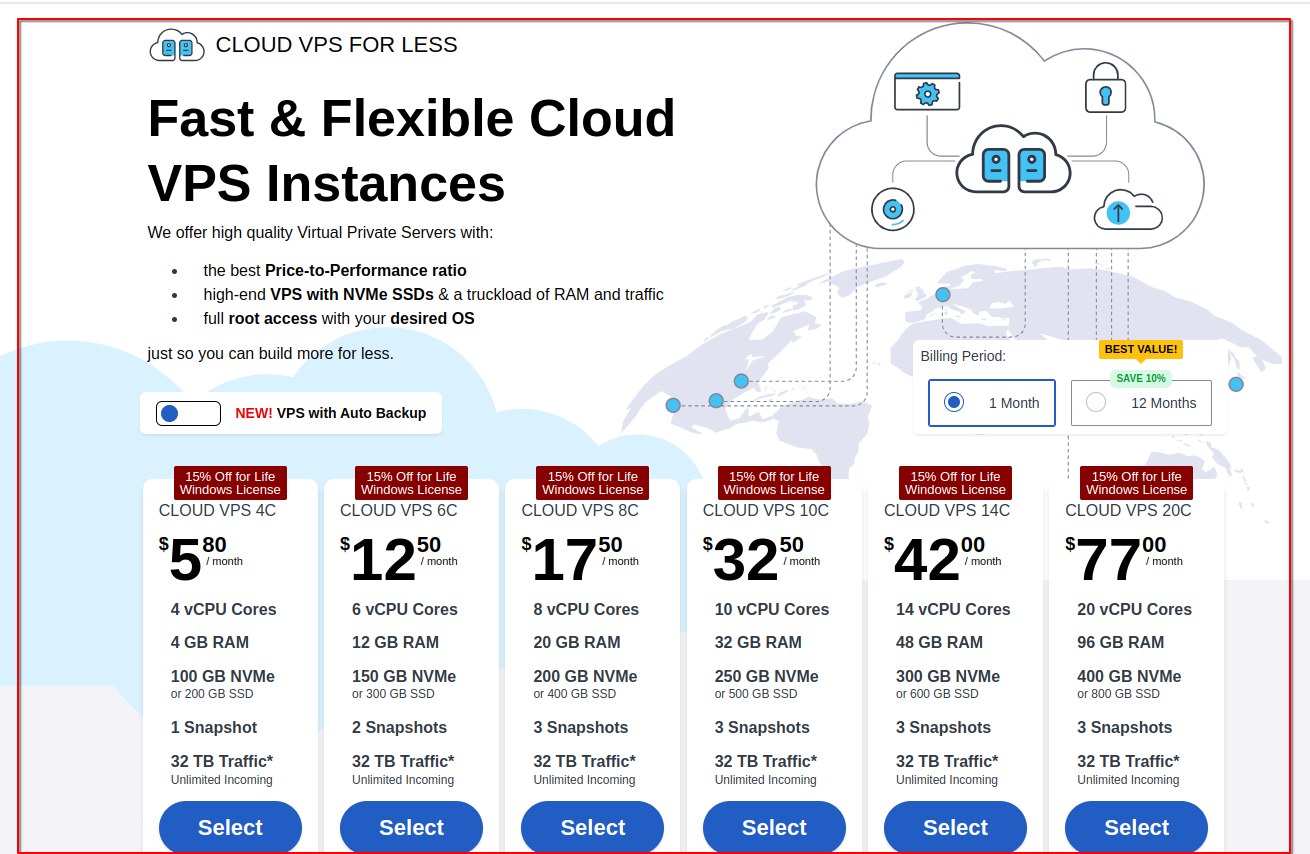 CLOUD VPS FOR LESS
Fast & Flexible Cloud
VPS Instances
We offer high quality Virtual Private Servers with:
• the best Price-to-Performance ratio
• high-end VPS with NVMe SSDs & a truckload of RAM and traffic
• full root access with your desired OS
just so you can build more for less.
Billing Period:
BEST VALUE!
SAVE 10%
1 Month
12 Months
NEW! VPS with Auto Backup
15% Off for Life
Windows License
CLOUD VPS 4C
$5 80 / month
4 vCPU Cores
4 GB RAM
100 GB NVMe
or 200 GB SSD
1 Snapshot
32 TB Traffic*
Unlimited Incoming
Select
15% Off for Life
Windows License
CLOUD VPS 6C
$12 50 / month
6 vCPU Cores
12 GB RAM
150 GB NVMe
or 300 GB SSD
2 Snapshots
32 TB Traffic*
Unlimited Incoming
Select
15% Off for Life
Windows License
CLOUD VPS 8C
$17 50 / month
8 vCPU Cores
20 GB RAM
200 GB NVMe
or 400 GB SSD
3 Snapshots
32 TB Traffic*
Unlimited Incoming
Select
15% Off for Life
Windows License
CLOUD VPS 10C
$32 50 / month
10 vCPU Cores
32 GB RAM
250 GB NVMe
or 500 GB SSD
3 Snapshots
32 TB Traffic*
Unlimited Incoming
Select
15% Off for Life
Windows License
CLOUD VPS 14C
$42 00 / month
14 vCPU Cores
48 GB RAM
300 GB NVMe
or 600 GB SSD
3 Snapshots
32 TB Traffic*
Unlimited Incoming
Select
15% Off for Life
Windows License
CLOUD VPS 20C
$77 00 / month
20 vCPU Cores
96 GB RAM
400 GB NVMe
or 800 GB SSD
3 Snapshots
32 TB Traffic*
Unlimited Incoming
Select